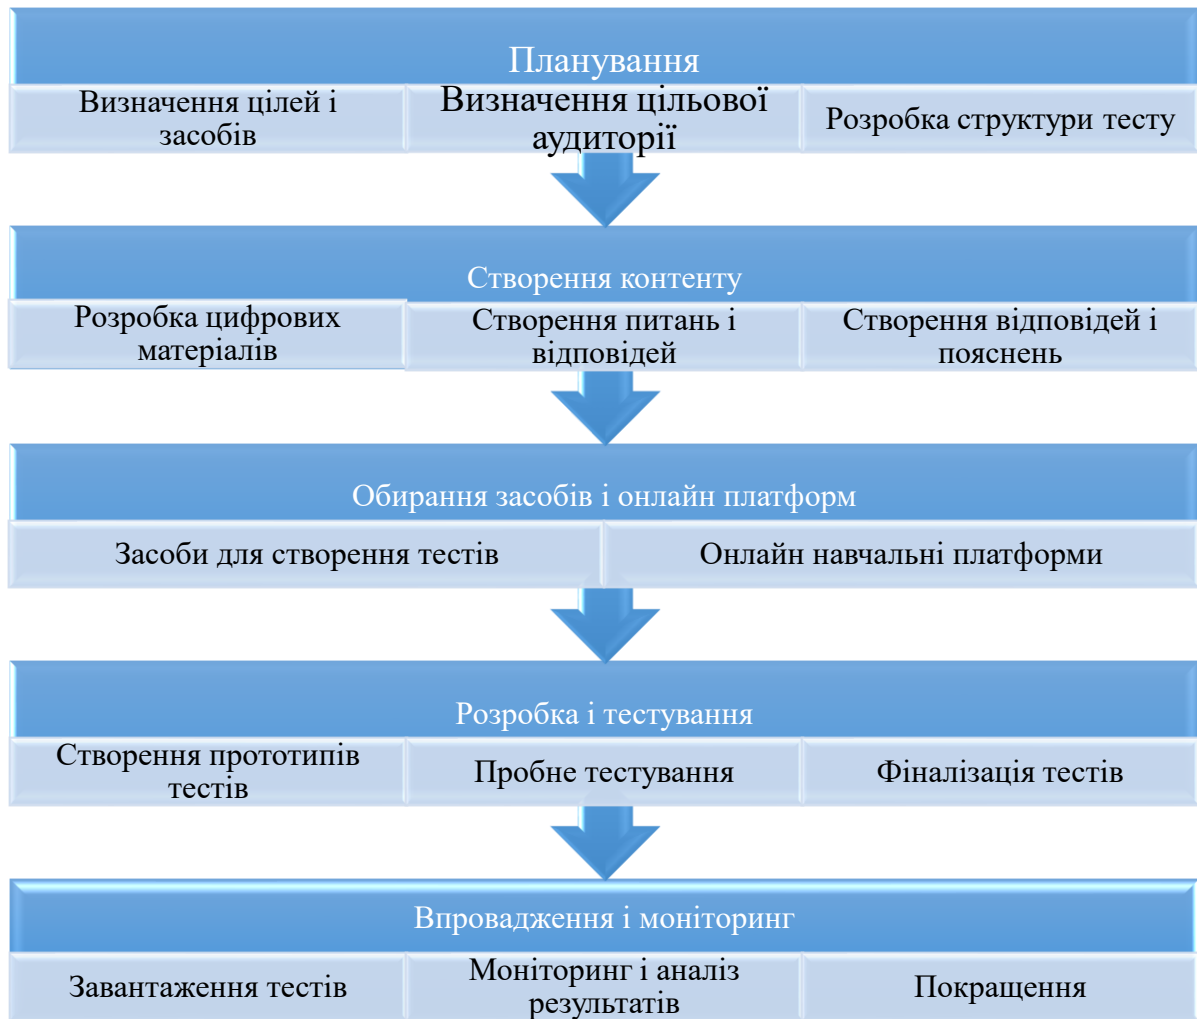 Планування
Визначення цілей і
засобів
Визначення цільової
аудиторії
Розробка структури тесту
Створення контенту
Розробка цифрових
матеріалів
Створення питань і
відповідей
Створення відповідей і
пояснень
Обирання засобів і онлайн платформ
Засоби для створення тестів
Онлайн навчальні платформи
Розробка і тестування
Створення прототипів
тестів
Пробне тестування
Фіналізація тестів
Впровадження і моніторинг
Завантаження тестів
Моніторинг і аналіз
результатів
Покращення